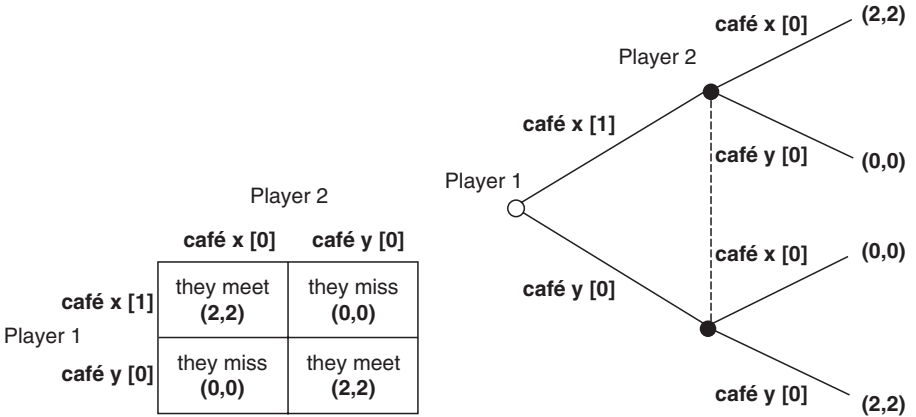 Player 2
café x [0] café y [0]
Player 1
café x [1]
café y [0]
they meet
(2,2)
they miss
(0,0)
they miss
(0,0)
they meet
(2,2)
Player 1
Player 2
café x [1]
café y [0]
café x [0]
(2,2)
café y [0]
(0,0)
café x [0]
(0,0)
café y [0]
(2,2)